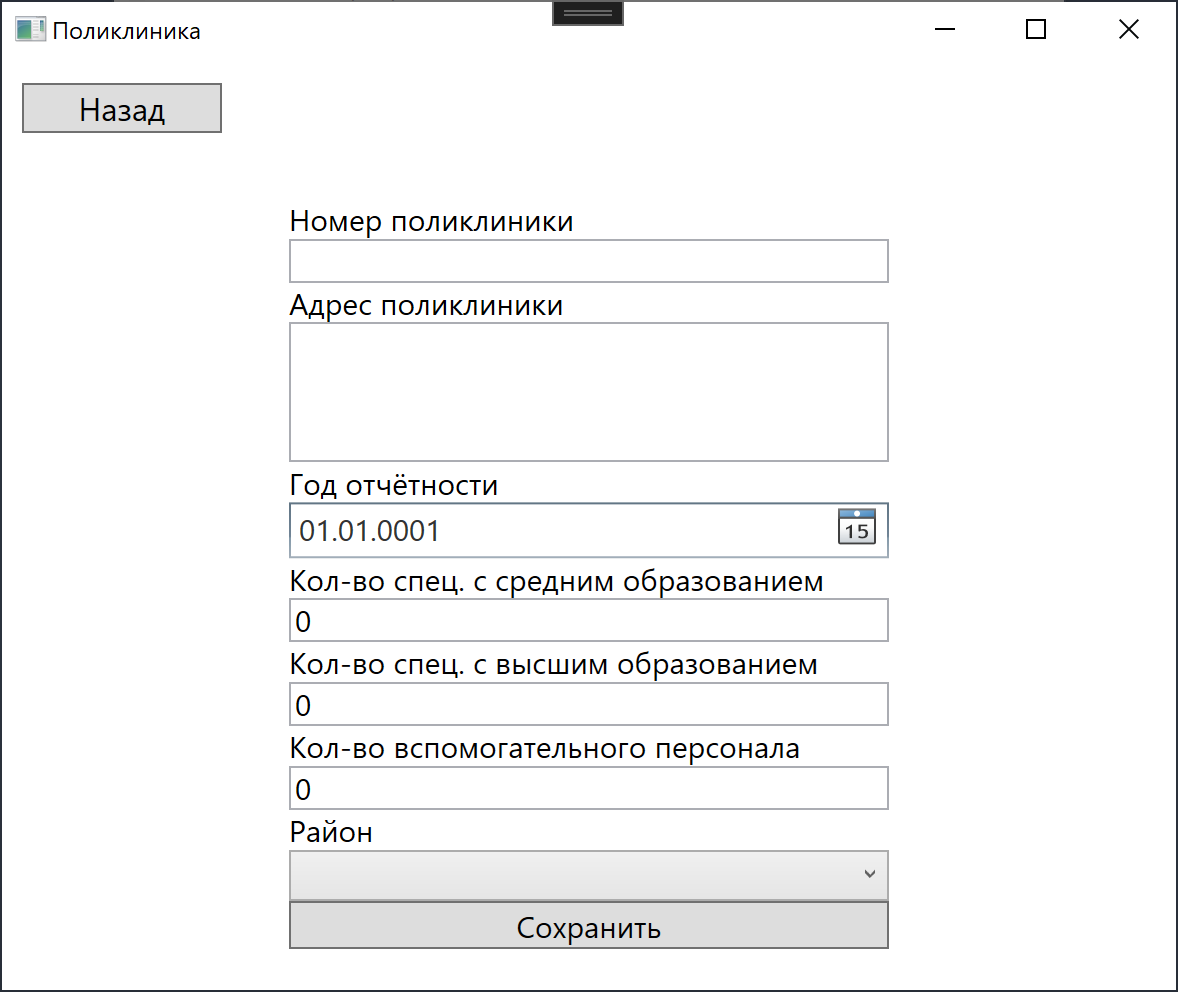 Поликлиника
Назад
Номер поликлиники
Адрес поликлиники
Год отчётности
01.01.0001
15
Кол-во спец. с средним образованием
0
Кол-во спец. с высшим образованием
0
Кол-во вспомогательного персонала
0
Район
Сохранить